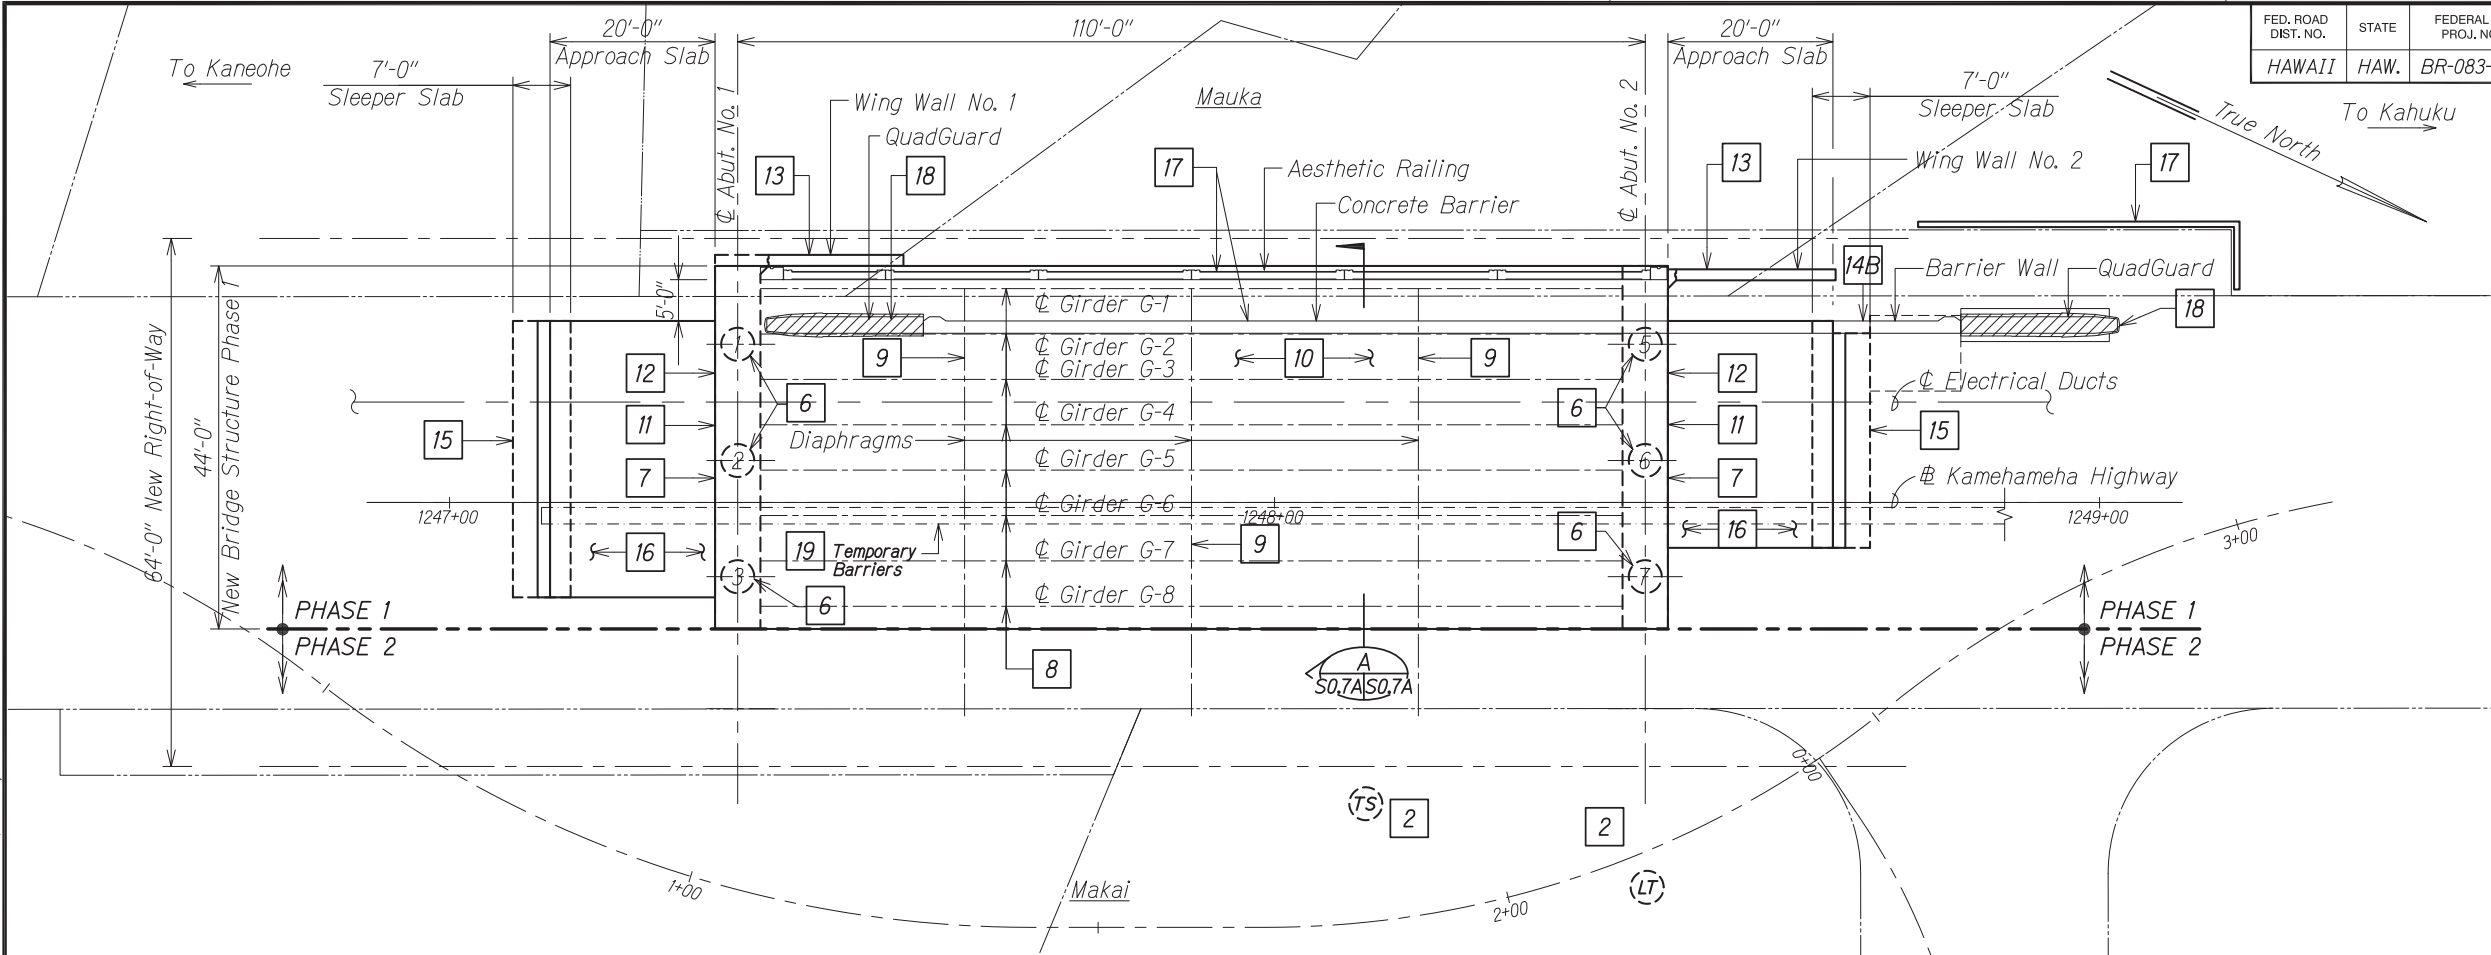 FED. ROAD DIST. NO.
STATE
FEDERAL PROJ. NO
HAWAII
HAW.
BR-083-
20'-0"
Approach Slab
110'-0"
20'-0"
Approach Slab
To Kaneohe
7'-0"
Sleeper Slab
7'-0"
Sleeper Slab
True North
To Kahuku
℄ Abut. No. 1
℄ Abut. No. 2
Wing Wall No. 1
QuadGuard
Mauka
13
18
17
Aesthetic Railing
Concrete Barrier
13
Wing Wall No. 2
17
14B
Barrier Wall
QuadGuard
18
64'-0" New Right-of-Way
44'-0"
New Bridge Structure Phase 1
5'-0"
℄ Girder G-1
℄ Girder G-2
℄ Girder G-3
℄ Girder G-4
℄ Girder G-5
℄ Girder G-6
℄ Girder G-7
℄ Girder G-8
1
2
3
5
6
7
9
10
9
12
11
7
6
15
Diaphragms
6
12
11
7
15
℄ Electrical Ducts
Kamehameha Highway
1247+00
1248+00
1249+00
16
19
Temporary
Barriers
9
6
16
6
3+00
PHASE 1
PHASE 2
8
A
S0.7A S0.7A
PHASE 1
PHASE 2
0+00
TS
2
2
LT
1+00
Makai
2+00